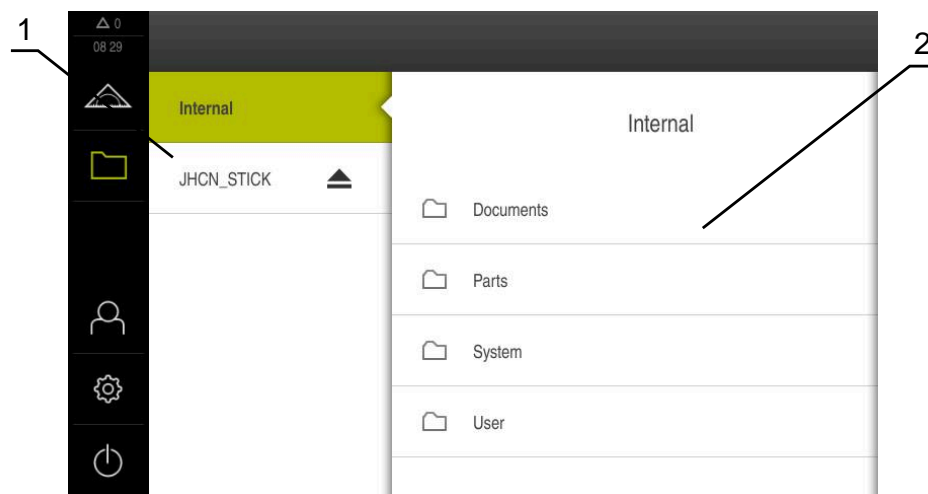 1
2
0
08 29
Internal
JHCN_STICK
Internal
Documents
Parts
System
User